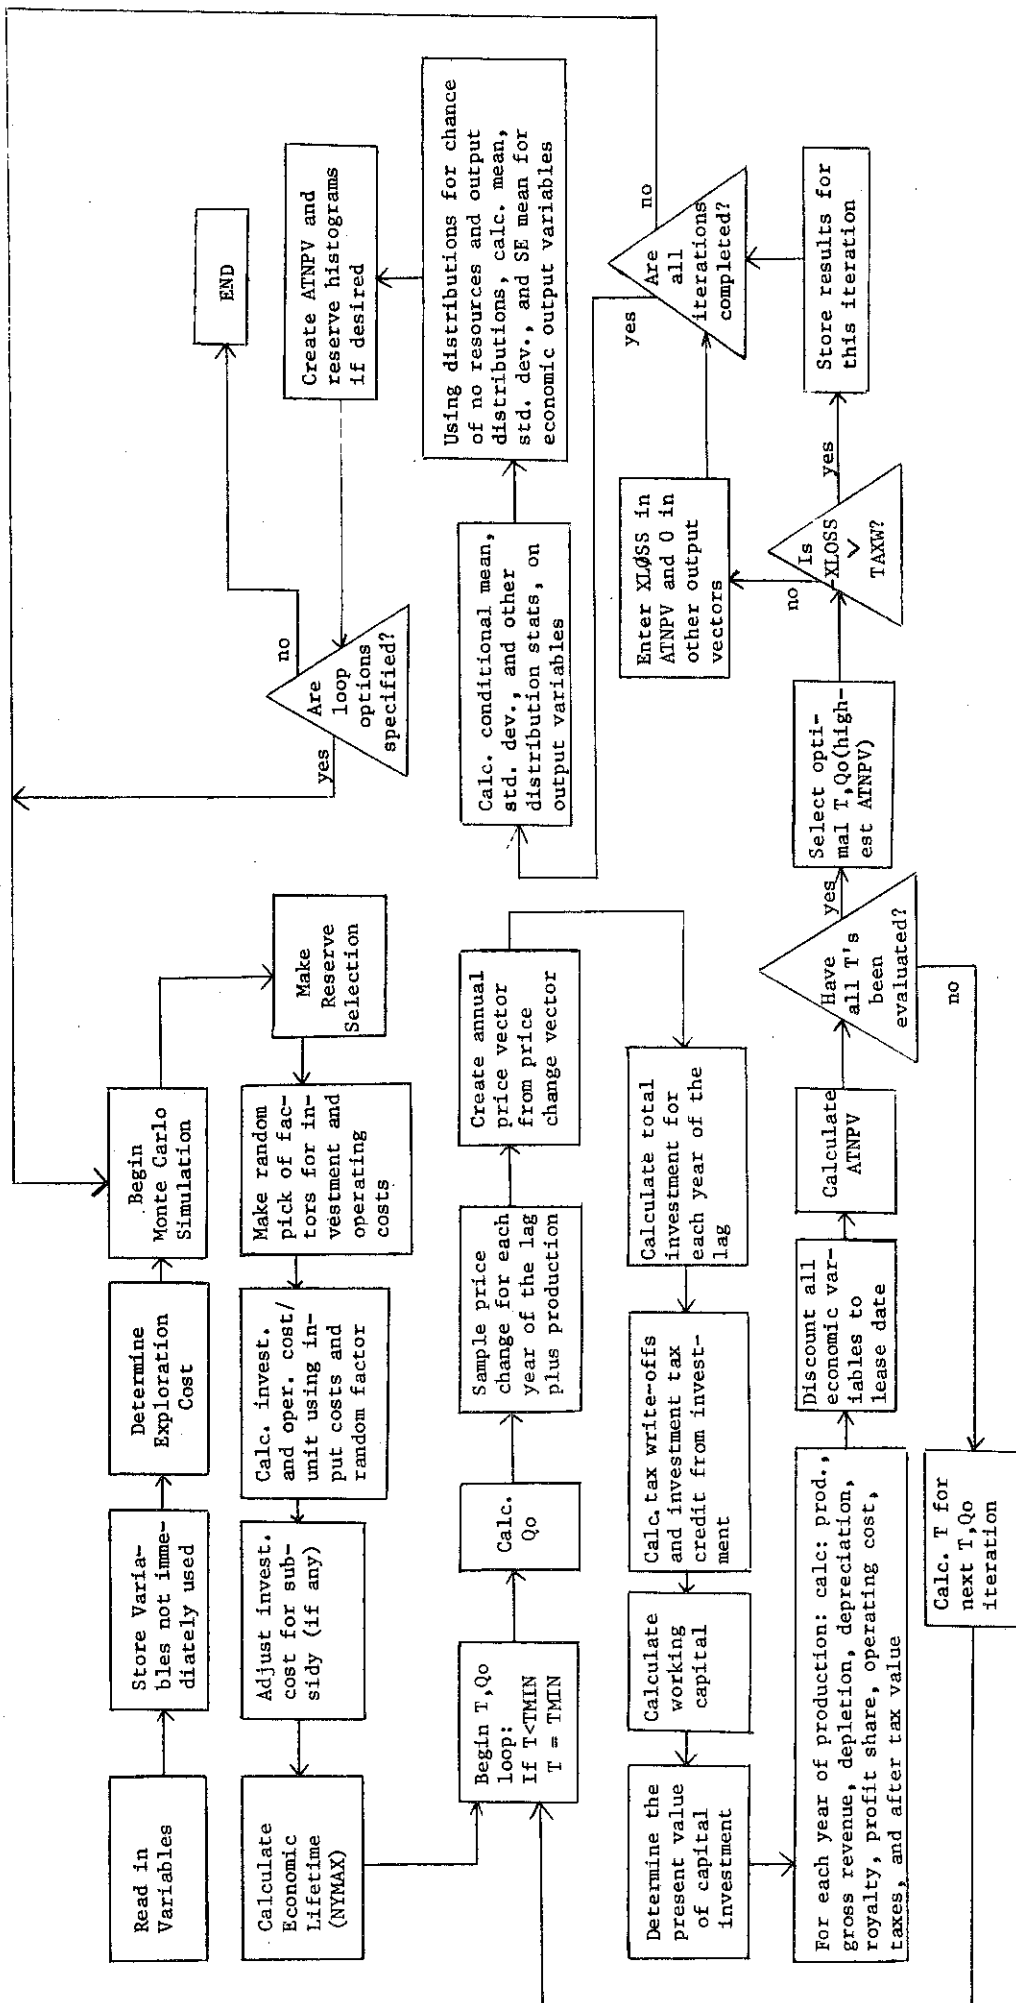 Read in
Variables
Store Varia-
bles not imme-
diately used
Determine
Exploration
Cost
Begin
Monte Carlo
Simulation
Make
Reserve
Selection
Make random
pick of fac-
tors for in-
vestment and
operating
costs
Calc. invest.
and oper. cost/
unit using in-
put costs and
random factor
Adjust invest.
cost for sub-
sidy (if any)
Calculate
Economic
Lifetime
(NYMAX)
Begin T,Qo
loop:
If T<TMIN
T = TMIN
Calc.
Qo
Sample price
change for each
year of the lag
plus production
Create annual
price vector
from price
change vector
Calculate total
investment for
each year of the
lag
Calc. tax write-offs
and investment tax
credit from invest-
ment
Calculate
working
capital
Determine the
present value
of capital
investment
For each year of production: calc: prod.,
gross revenue, depletion, depreciation,
royalty, profit share, operating cost,
taxes, and after tax value
Discount all
economic var-
iables to
lease date
Calculate
ATNPV
Have
all T's
been
evaluated?
yes
no
Calc. T for
next T,Qo
iteration
Select opti-
mal T,Qo(high-
est ATNPV)
Is
-XLOSS
>
TAXW?
no
yes
Enter XLØSS in
ATNPV and 0 in
other output
vectors
Store results for
this iteration
Are
all
iterations
completed?
yes
no
Calc. conditional mean,
std. dev., and other
distribution stats, on
output variables
Using distributions for chance
of no resources and output
distributions, calc. mean,
std. dev., and SE mean for
economic output variables
Create ATNPV and
reserve histograms
if desired
Are
loop
options
specified?
yes
no
END